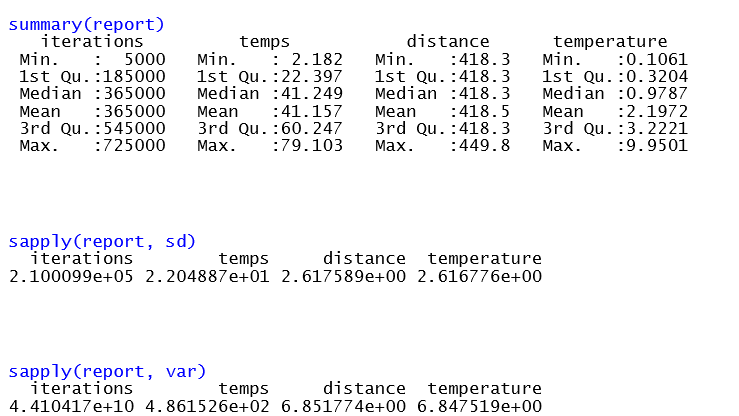 summary(report)
iterations temps distance temperature
Min. : 5000 Min. : 2.182 Min. :418.3 Min. :0.1061
1st Qu.:185000 1st Qu.:22.397 1st Qu.:418.3 1st Qu.:0.3204
Median :365000 Median :41.249 Median :418.3 Median :0.9787
Mean :365000 Mean :41.157 Mean :418.5 Mean :2.1972
3rd Qu.:545000 3rd Qu.:60.247 3rd Qu.:418.3 3rd Qu.:3.2221
Max. :725000 Max. :79.103 Max. :449.8 Max. :9.9501
sapply(report, sd)
iterations temps distance temperature
2.100099e+05 2.204887e+01 2.617589e+00 2.616776e+00
sapply(report, var)
iterations temps distance temperature
4.410417e+10 4.861526e+02 6.851774e+00 6.847519e+00